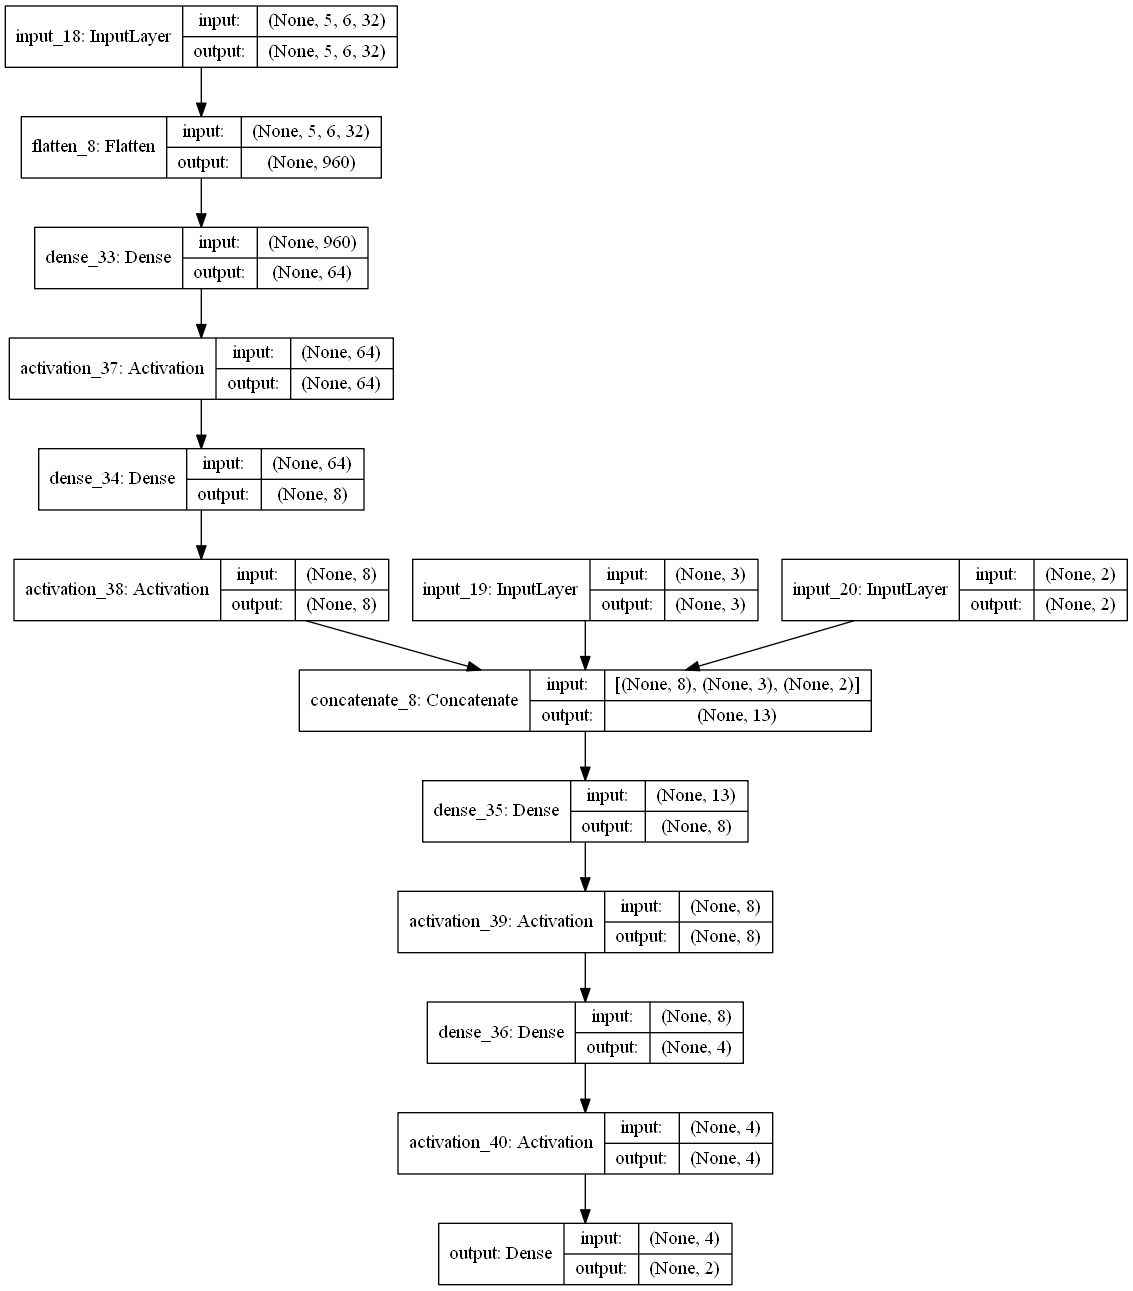 input_18: InputLayer
input: (None, 5, 6, 32)
output: (None, 5, 6, 32)
flatten_8: Flatten
input: (None, 5, 6, 32)
output: (None, 960)
dense_33: Dense
input: (None, 960)
output: (None, 64)
activation_37: Activation
input: (None, 64)
output: (None, 64)
dense_34: Dense
input: (None, 64)
output: (None, 8)
activation_38: Activation
input: (None, 8)
output: (None, 8)
input_19: InputLayer
input: (None, 3)
output: (None, 3)
input_20: InputLayer
input: (None, 2)
output: (None, 2)
concatenate_8: Concatenate
input: [(None, 8), (None, 3), (None, 2)]
output: (None, 13)
dense_35: Dense
input: (None, 13)
output: (None, 8)
activation_39: Activation
input: (None, 8)
output: (None, 8)
dense_36: Dense
input: (None, 8)
output: (None, 4)
activation_40: Activation
input: (None, 4)
output: (None, 4)
output: Dense
input: (None, 4)
output: (None, 2)